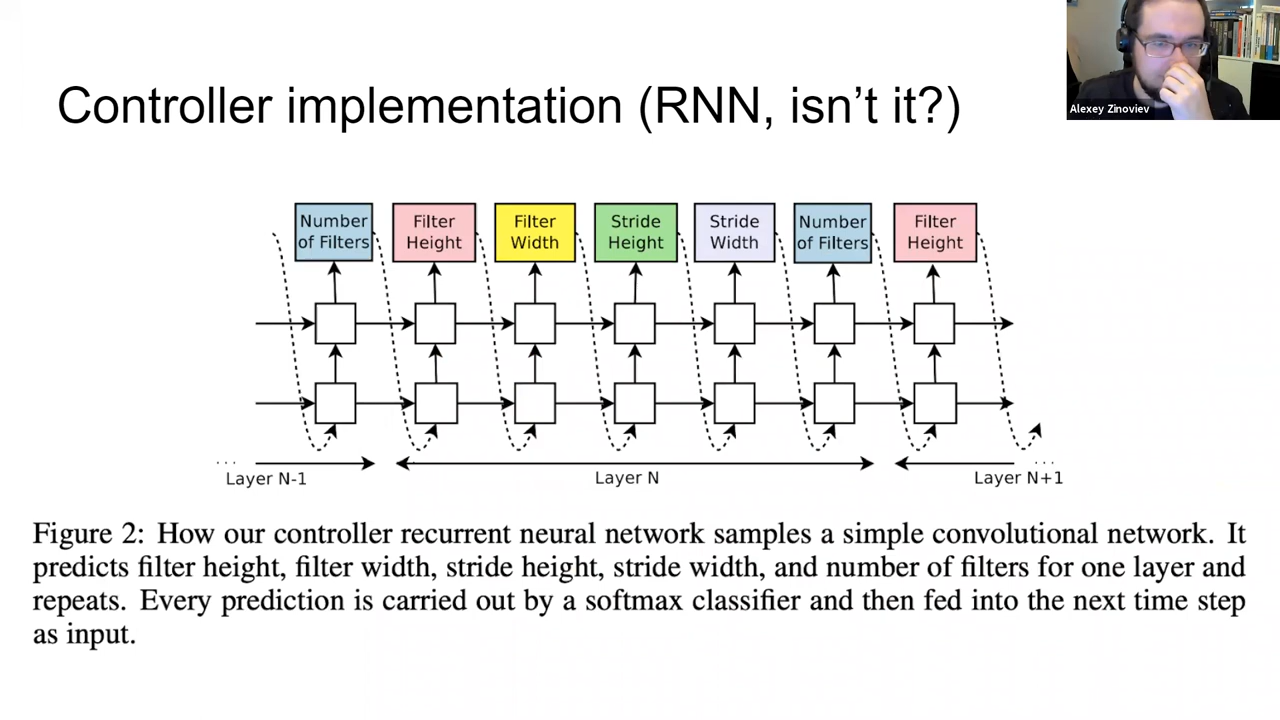 Controller implementation (RNN, isn't it?)
Alexey Zinoviev
Number of Filters
Filter Height
Filter Width
Stride Height
Stride Width
Number of Filters
Filter Height
... Layer N-1
Layer N
Layer N+1 ...
Figure 2: How our controller recurrent neural network samples a simple convolutional network. It
predicts filter height, filter width, stride height, stride width, and number of filters for one layer and
repeats. Every prediction is carried out by a softmax classifier and then fed into the next time step
as input.